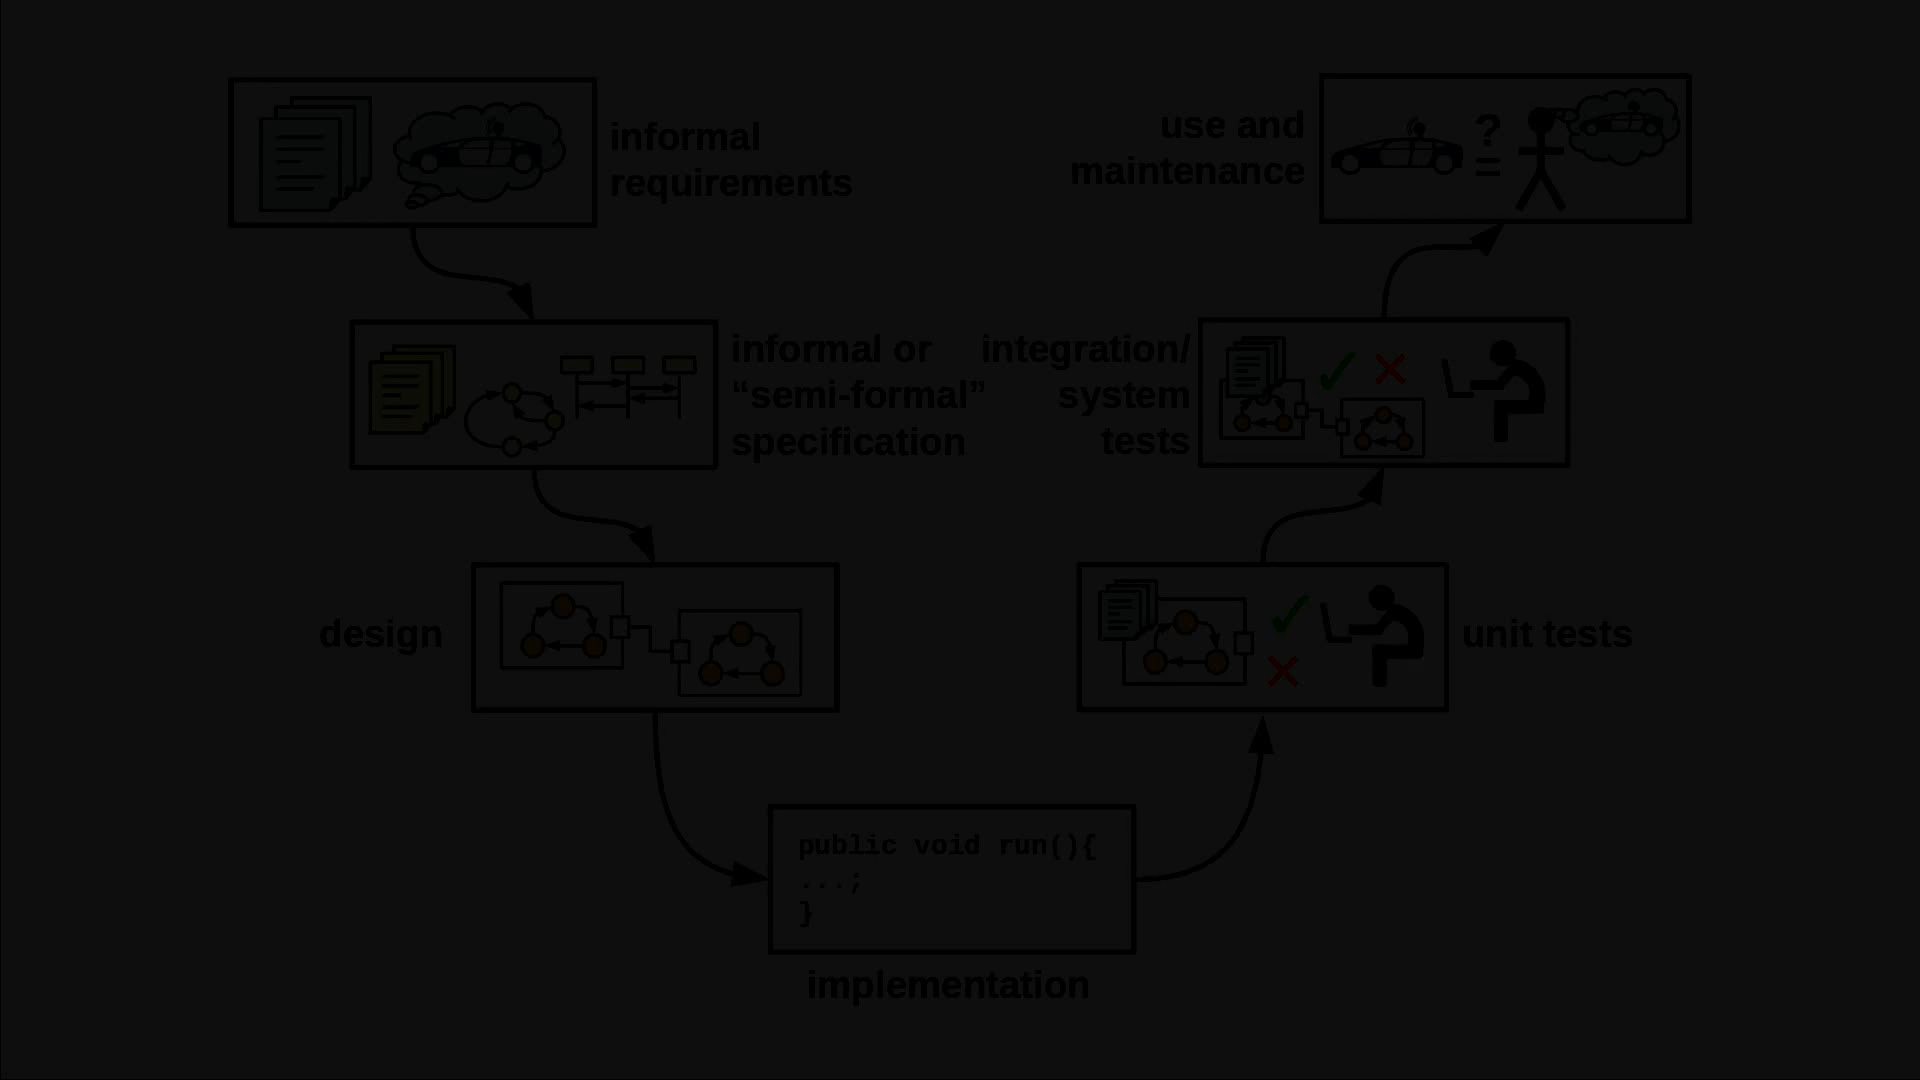 informal
requirements
use and
maintenance
?
=
informal or
“semi-formal”
specification
integration/
system
tests
design
unit tests
public void run(){
...;
}
implementation